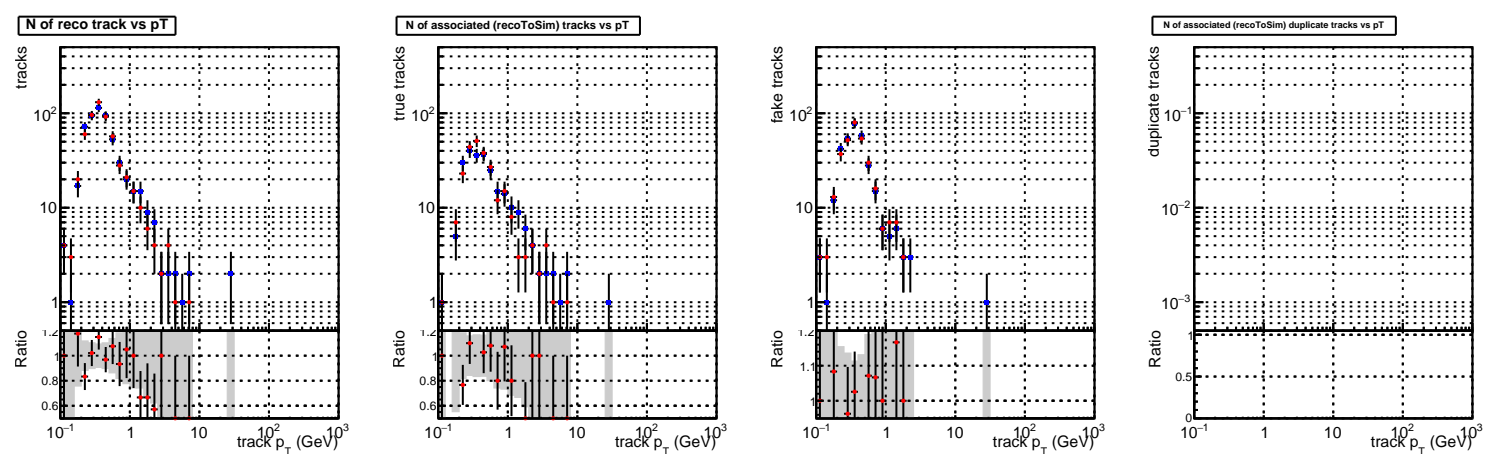 N of reco track vs pT
tracks
10²
10
1
Ratio
1.2
1
0.8
0.6
10⁻¹ 1 10 10² 10³
track p_T (GeV)
N of associated (recoToSim) tracks vs pT
true tracks
10²
10
1
Ratio
1.2
1
0.8
0.6
10⁻¹ 1 10 10² 10³
track p_T (GeV)
fake tracks
10²
10
1
Ratio
1.2
1.1
1
10⁻¹ 1 10 10² 10³
track p_T (GeV)
N of associated (recoToSim) duplicate tracks vs pT
duplicate tracks
10⁻¹
10⁻²
10⁻³
Ratio
1
0.5
0
10⁻¹ 1 10 10² 10³
track p_T (GeV)